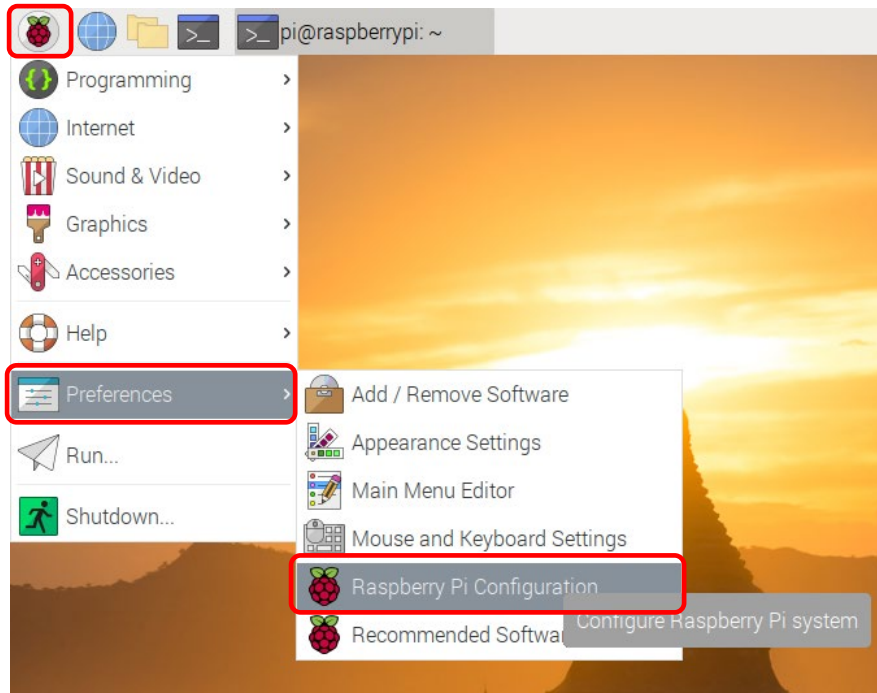 pi@raspberrypi: ~
Programming
Internet
Sound & Video
Graphics
Accessories
Help
Preferences
Run...
Shutdown...
Add / Remove Software
Appearance Settings
Main Menu Editor
Mouse and Keyboard Settings
Raspberry Pi Configuration
Configure Raspberry Pi system
Recommended Softwa